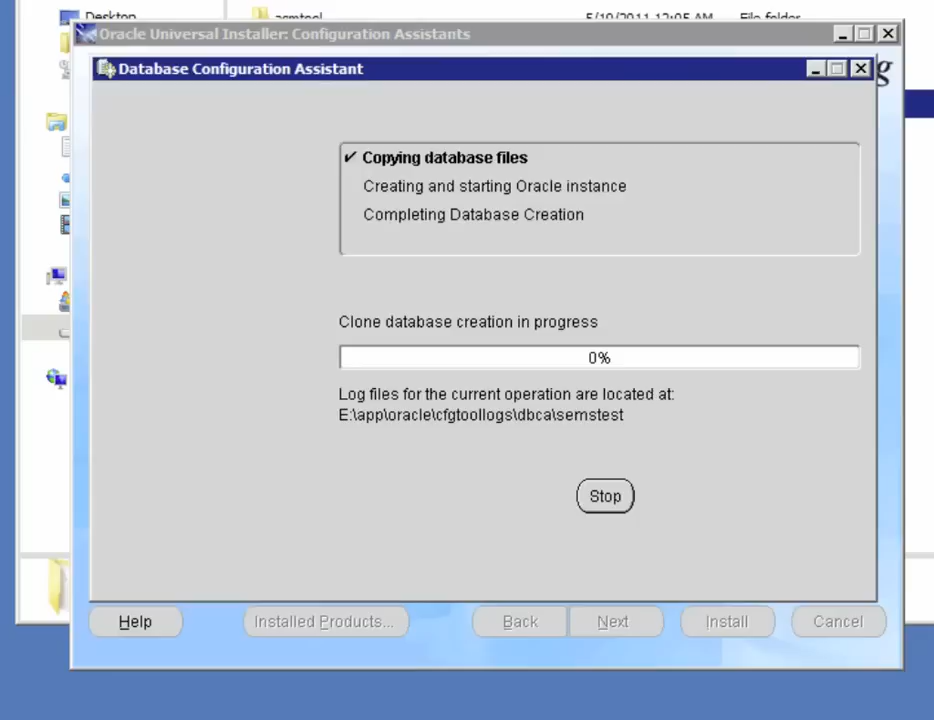 Desktop
5/10/2011 12:05 AM File folder
Oracle Universal Installer: Configuration Assistants
Database Configuration Assistant
g
✔ Copying database files
Creating and starting Oracle instance
Completing Database Creation
Clone database creation in progress
0%
Log files for the current operation are located at:
E:\app\oracle\cfgtoollogs\dbca\semstest
Stop
Help
Installed Products...
Back
Next
Install
Cancel